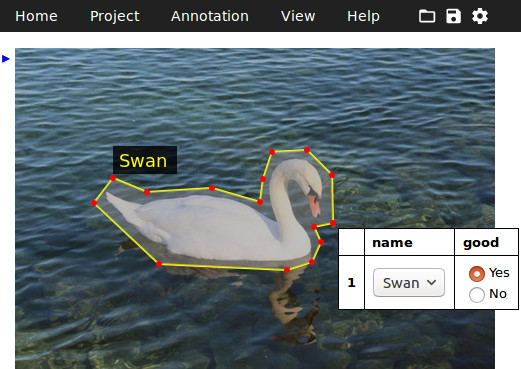 Home Project Annotation View Help
Swan
name good
1 Swan Yes
No